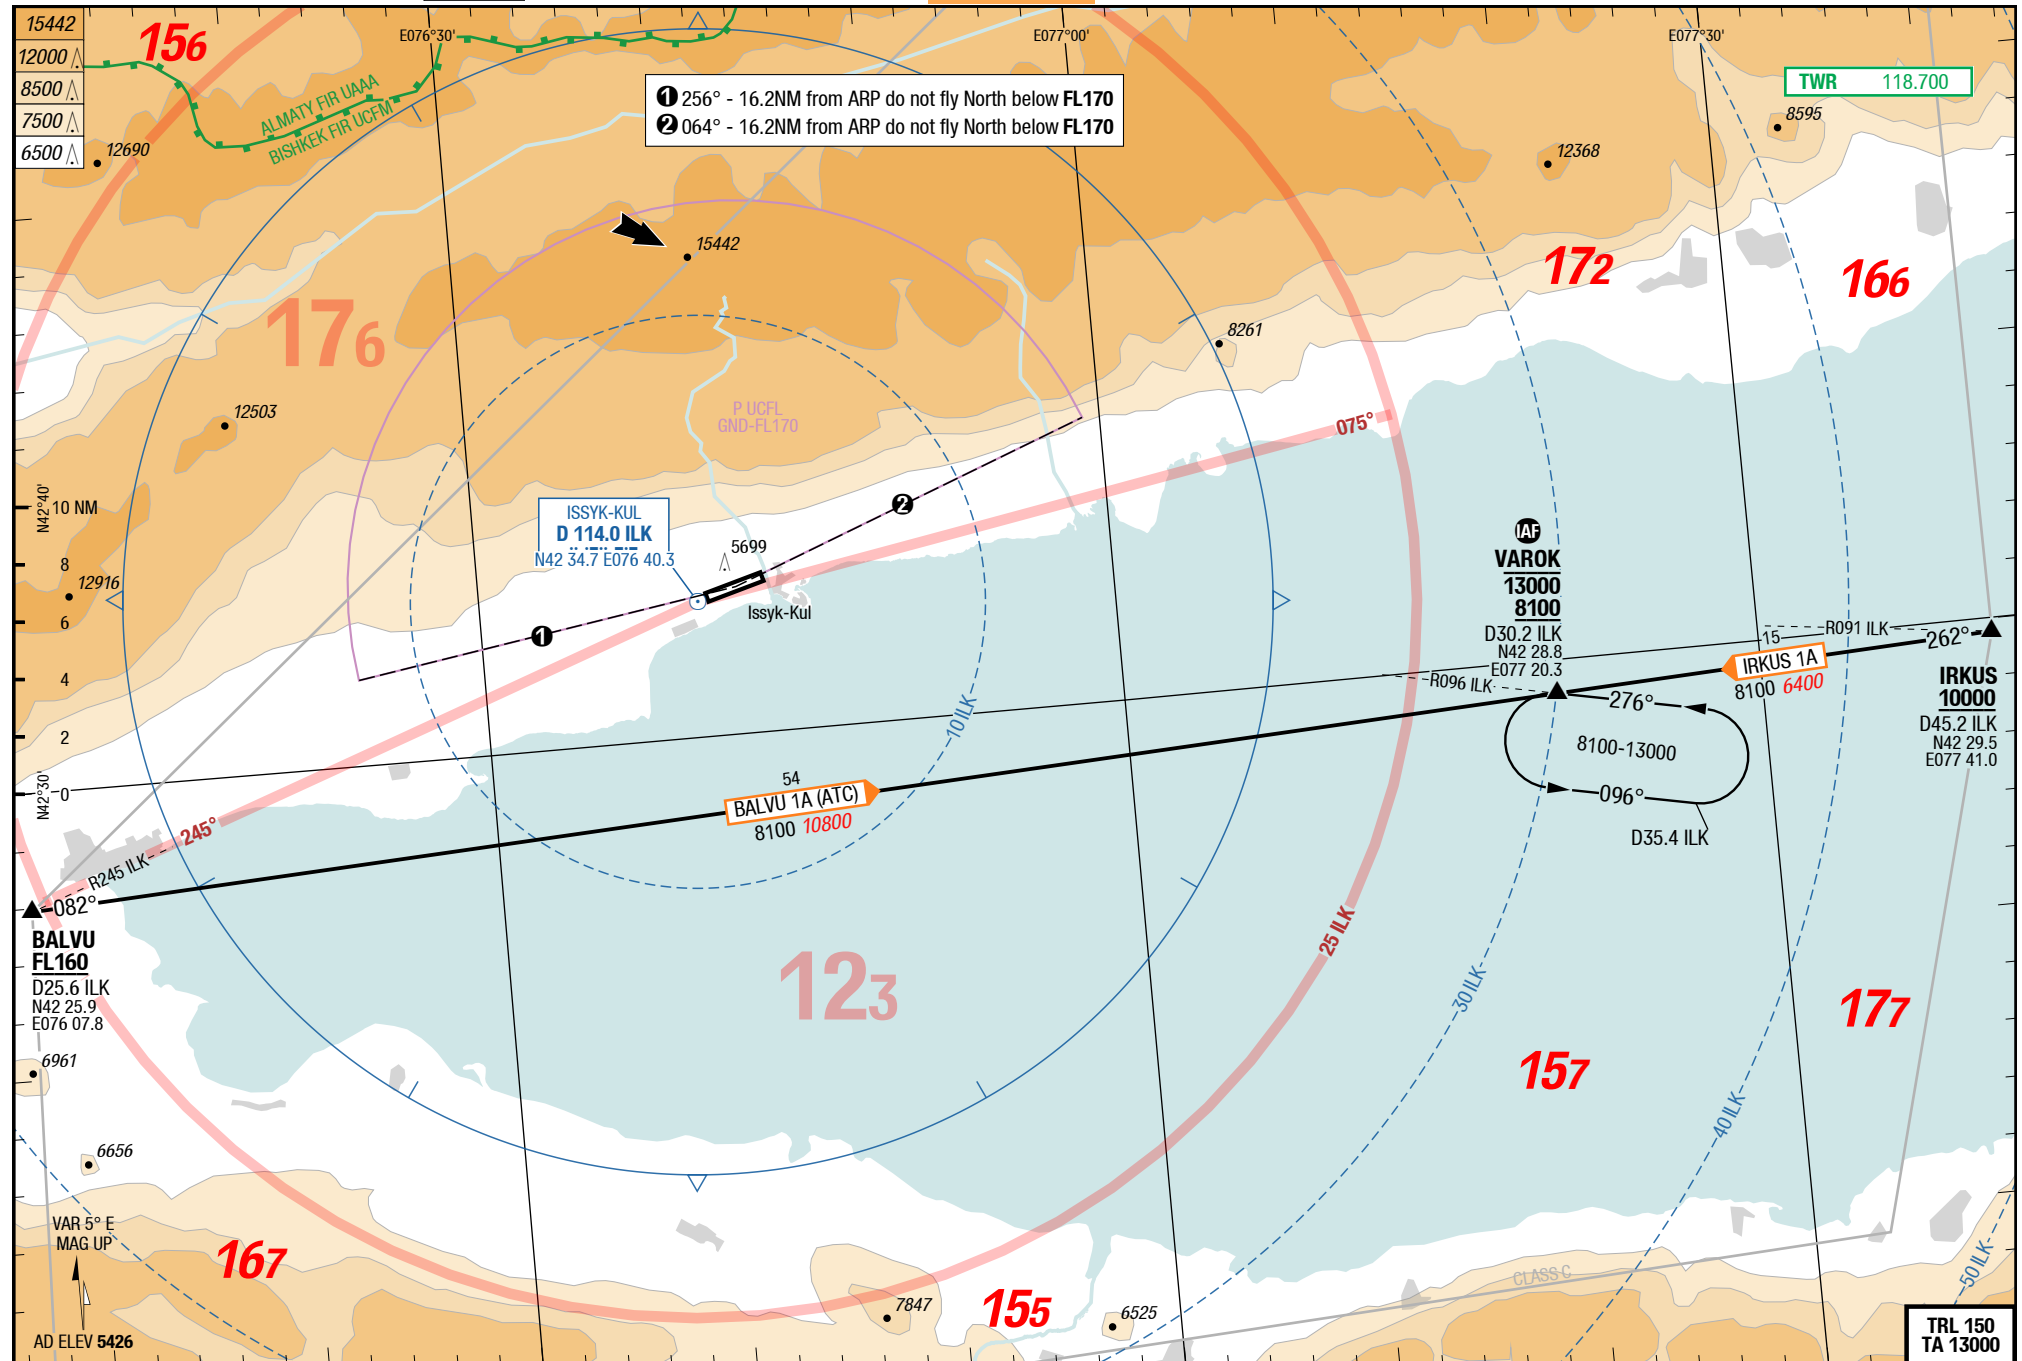 15442
12000
8500
7500
6500
156
E076°30'
E077°00'
E077°30'
TWR 118.700
❶ 256° - 16.2NM from ARP do not fly North below FL170
❷ 064° - 16.2NM from ARP do not fly North below FL170
ALMATY FIR UAAA
BISHKEK FIR UCFM
12690
8595
12368
15442
172
166
176
8261
12503
P UCFL
GND-FL170
075°
N42°40'
10 NM
8
6
4
2
0
N42°30'
ISSYK-KUL
D 114.0 ILK
N42 34.7 E076 40.3
5699
Issyk-Kul
12916
1
2
IAF
VAROK
13000
8100
D30.2 ILK
N42 28.8
E077 20.3
R096 ILK
15
R091 ILK
262°
IRKUS 1A
8100 6400
IRKUS
10000
D45.2 ILK
N42 29.5
E077 41.0
276°
8100-13000
096°
D35.4 ILK
10 ILK
54
BALVU 1A (ATC)
8100 10800
245°
R245 ILK
082°
BALVU
FL160
D25.6 ILK
N42 25.9
E076 07.8
25 ILK
30 ILK
40 ILK
50 ILK
123
177
157
6961
6656
VAR 5° E
MAG UP
167
155
7847
6525
CLASS C
AD ELEV 5426
TRL 150
TA 13000